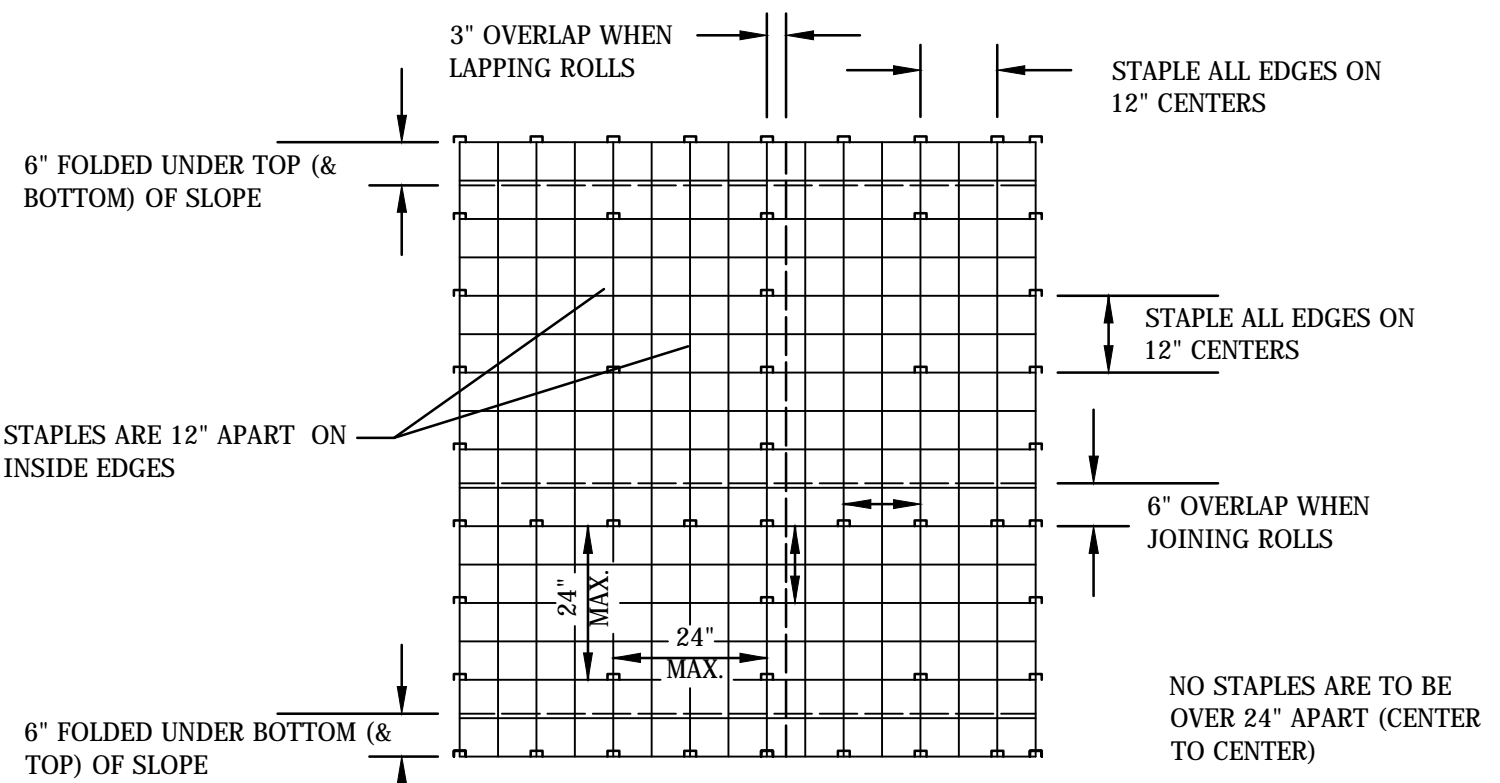 3" OVERLAP WHEN
LAPPING ROLLS
STAPLE ALL EDGES ON
12" CENTERS
6" FOLDED UNDER TOP (&
BOTTOM) OF SLOPE
STAPLE ALL EDGES ON
12" CENTERS
STAPLES ARE 12" APART ON
INSIDE EDGES
6" OVERLAP WHEN
JOINING ROLLS
24"
MAX.
24"
MAX.
NO STAPLES ARE TO BE
OVER 24" APART (CENTER
TO CENTER)
6" FOLDED UNDER BOTTOM (&
TOP) OF SLOPE